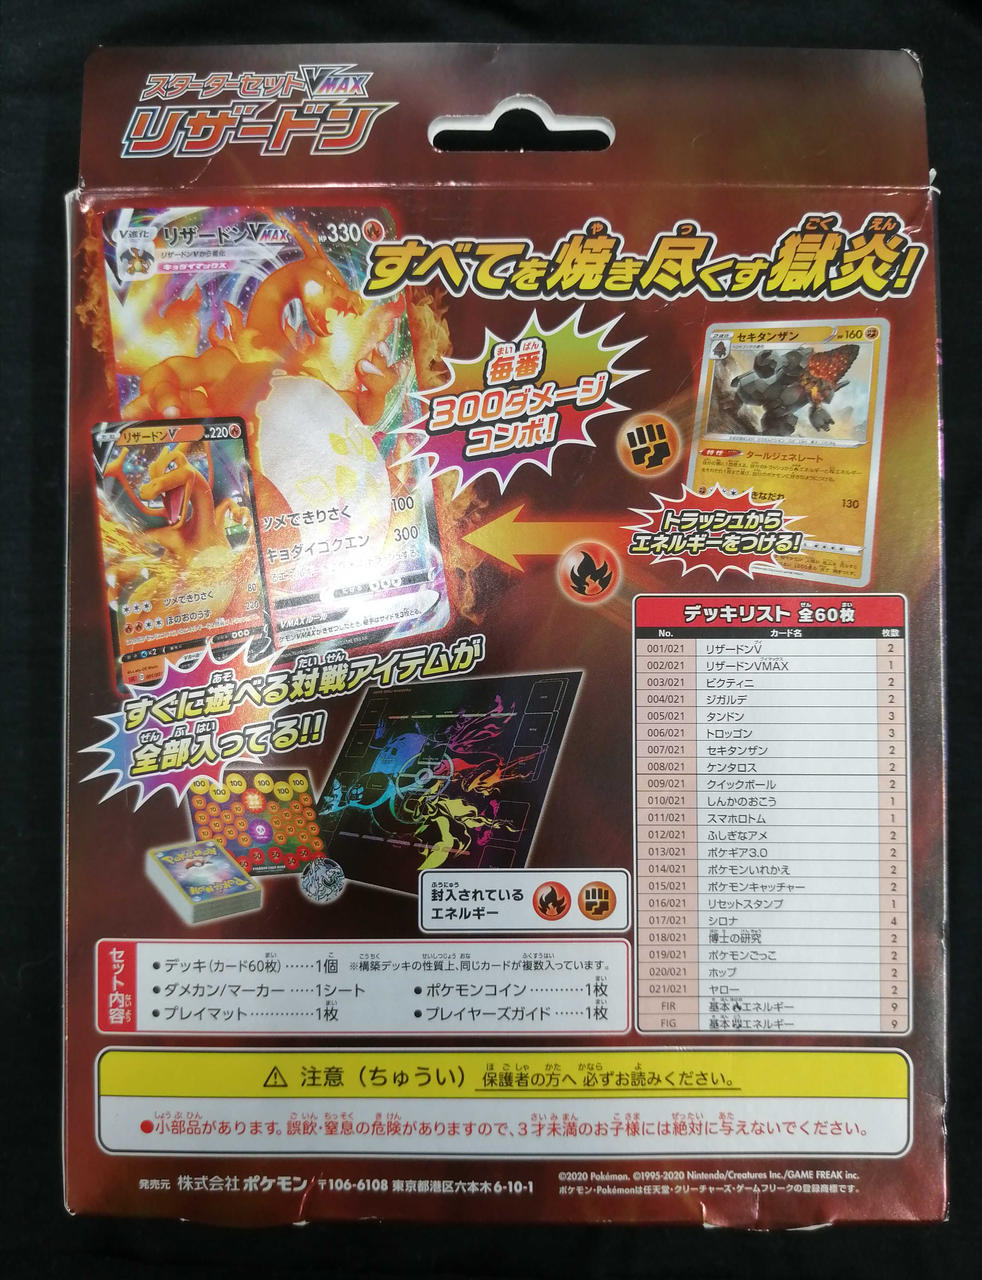 スターターセットVMAX
リザードン
V進化
リザードンVMAX
HP330
リザードンVから進化
キョダイマックス
すべてを焼き尽くす獄炎!
毎番
300ダメージ
コンボ!
リザードンV
220
ツメできりさく
100
キョダイゴクエン
300
VMAXルール
ツメできりさく
80
ほのおのうず
220
×2
セキタンザン
160
特性
タールジェネレート
130
トラッシュから
エネルギーをつける!
すぐに遊べる対戦アイテムが
全部入ってる!!
封入されている
エネルギー
デッキリスト 全60枚
No.
カード名
枚数
001/021 リザードンV 2
002/021 リザードンVMAX 1
003/021 ビクティニ 2
004/021 ジガルデ 2
005/021 タンドン 3
006/021 トロッゴン 3
007/021 セキタンザン 2
008/021 ケンタロス 2
009/021 クイックボール 2
010/021 しんかのおこう 1
011/021 スマホロトム 1
012/021 ふしぎなアメ 2
013/021 ポケギア3.0 2
014/021 ポケモンいれかえ 2
015/021 ポケモンキャッチャー 2
016/021 リセットスタンプ 1
017/021 シロナ 4
018/021 博士の研究 2
019/021 ポケモンごっこ 2
020/021 ホップ 2
021/021 ヤロー 2
FIR 基本エネルギー 9
FIG 基本エネルギー 9
セット内容
●デッキ(カード60枚)……1個 ※構築デッキの性質上、同じカードが複数入っています。
●ダメカン/マーカー……1シート ●ポケモンコイン…………1枚
●プレイマット……………1枚 ●プレイヤーズガイド……1枚
⚠ 注意(ちゅうい) 保護者の方へ 必ずお読みください。
●小部品があります。誤飲・窒息の危険がありますので、3才未満のお子様には絶対に与えないでください。
発売元 株式会社ポケモン/〒106-6108 東京都港区六本木6-10-1
©2020 Pokémon. ©1995-2020 Nintendo/Creatures Inc./GAME FREAK inc.
ポケモン・Pokémonは任天堂・クリーチャーズ・ゲームフリークの登録商標です。